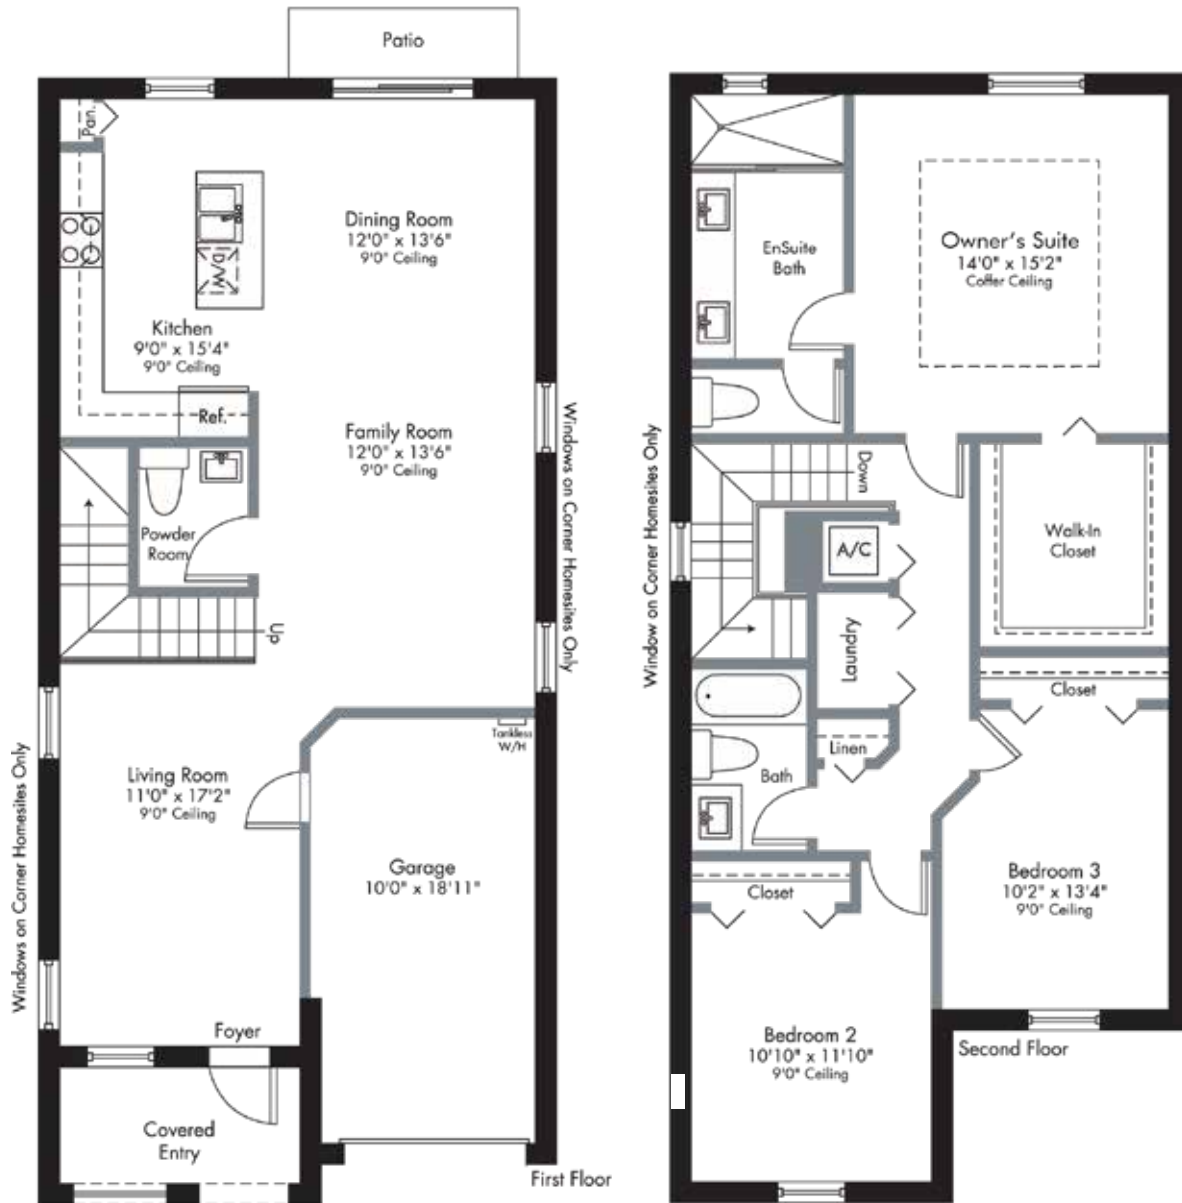 Patio
Pan.
Dining Room
12'0" x 13'6"
9'0" Ceiling
D/W
Kitchen
9'0" x 15'4"
9'0" Ceiling
Ref.
Family Room
12'0" x 13'6"
9'0" Ceiling
Windows on Corner Homesites Only
Powder
Room
Up
Tankless
W/H
Living Room
11'0" x 17'2"
9'0" Ceiling
Windows on Corner Homesites Only
Garage
10'0" x 18'11"
Foyer
Covered
Entry
First Floor
EnSuite
Bath
Owner's Suite
14'0" x 15'2"
Coffer Ceiling
Window on Corner Homesites Only
Down
A/C
Walk-In
Closet
Laundry
Closet
Linen
Bath
Bedroom 3
10'2" x 13'4"
9'0" Ceiling
Closet
Bedroom 2
10'10" x 11'10"
9'0" Ceiling
Second Floor